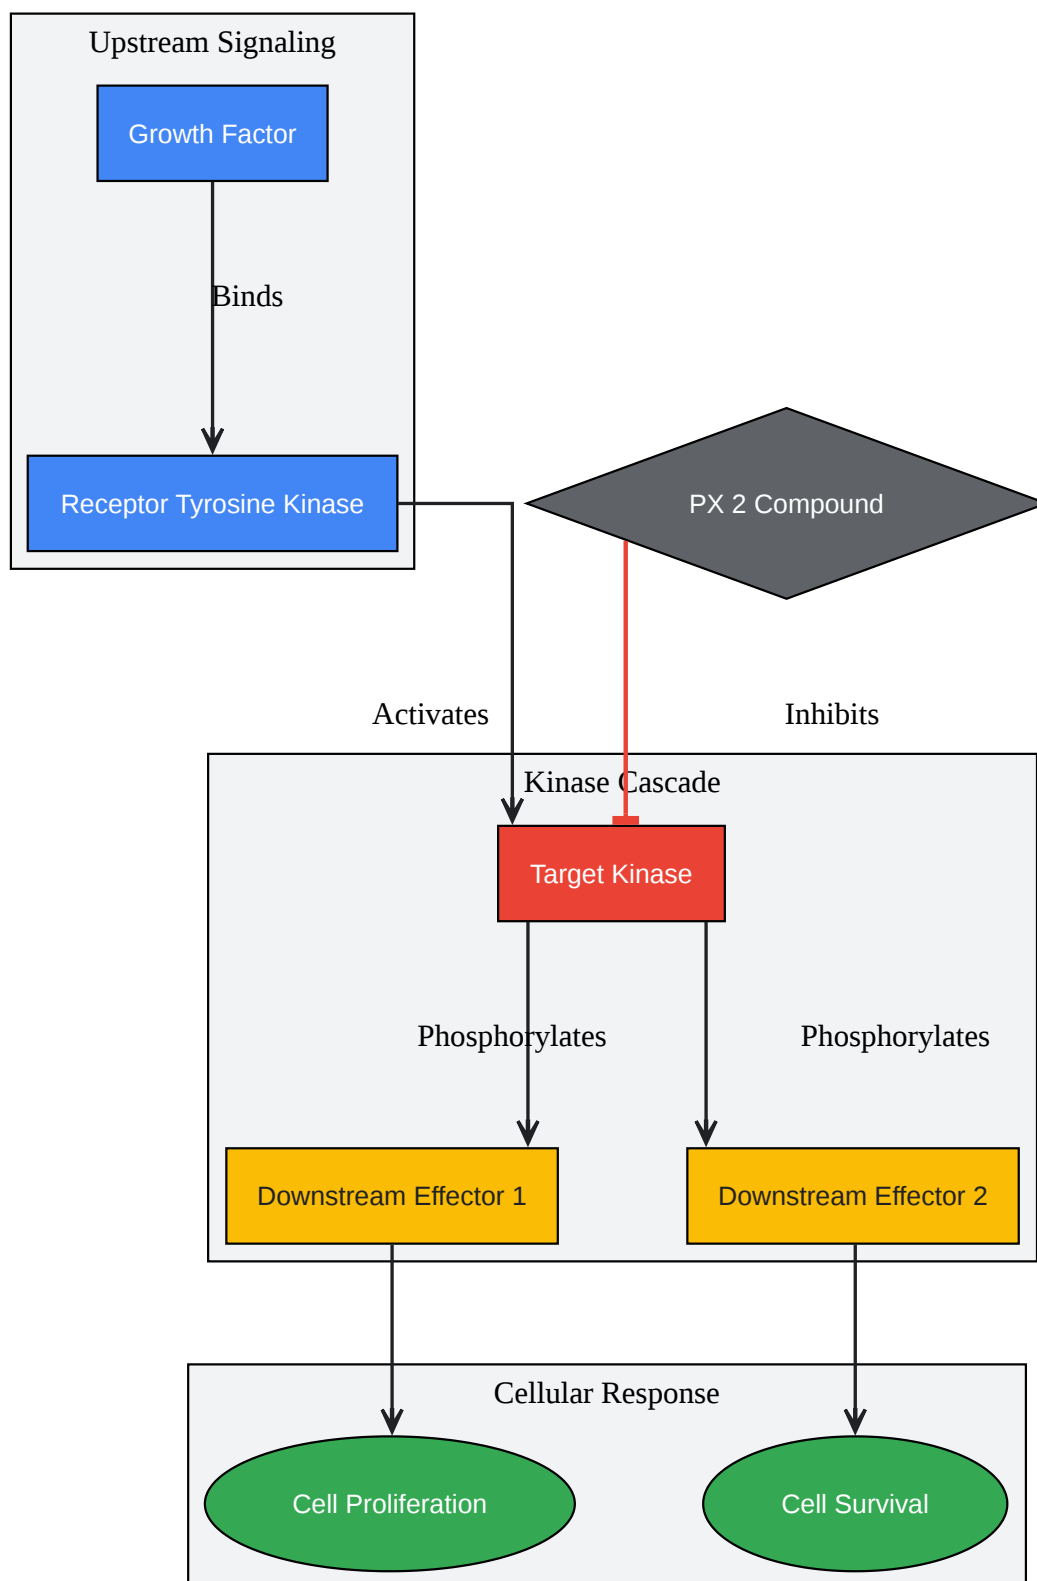 Upstream Signaling
Growth Factor
Binds
Receptor Tyrosine Kinase
PX 2 Compound
Activates
Inhibits
Kinase Cascade
Target Kinase
Phosphorylates
Phosphorylates
Downstream Effector 1
Downstream Effector 2
Cellular Response
Cell Proliferation
Cell Survival